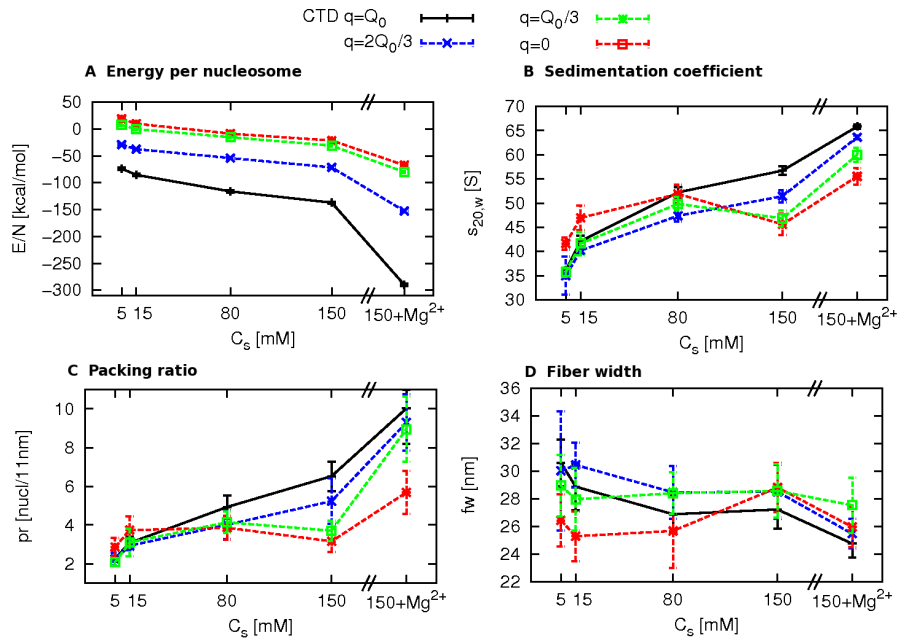 CTD q=Q₀
q=Q₀/3
q=2Q₀/3
q=0
A Energy per nucleosome
B Sedimentation coefficient
50
0
−50
−100
−150
−200
−250
−300
E/N [kcal/mol]
5 15 80 150 150+Mg²⁺
Cₛ [mM]
70
65
60
55
50
45
40
35
30
s₂₀,w [S]
5 15 80 150 150+Mg²⁺
Cₛ [mM]
C Packing ratio
D Fiber width
10
8
6
4
2
pr [nucl/11nm]
5 15 80 150 150+Mg²⁺
Cₛ [mM]
36
34
32
30
28
26
24
22
fw [nm]
5 15 80 150 150+Mg²⁺
Cₛ [mM]